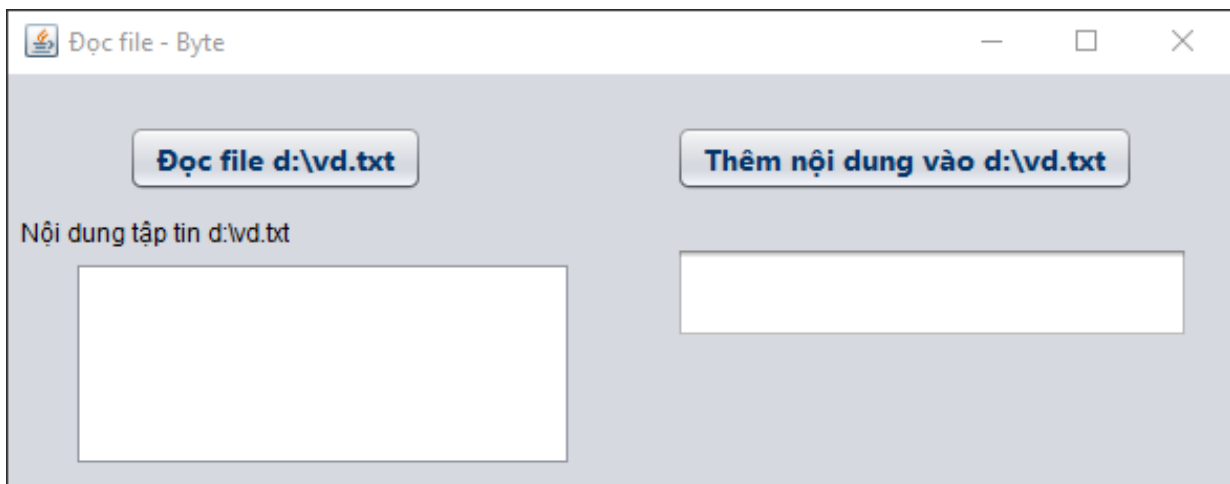 Đọc file - Byte
Đọc file d:\vd.txt
Thêm nội dung vào d:\vd.txt
Nội dung tập tin d:\vd.txt